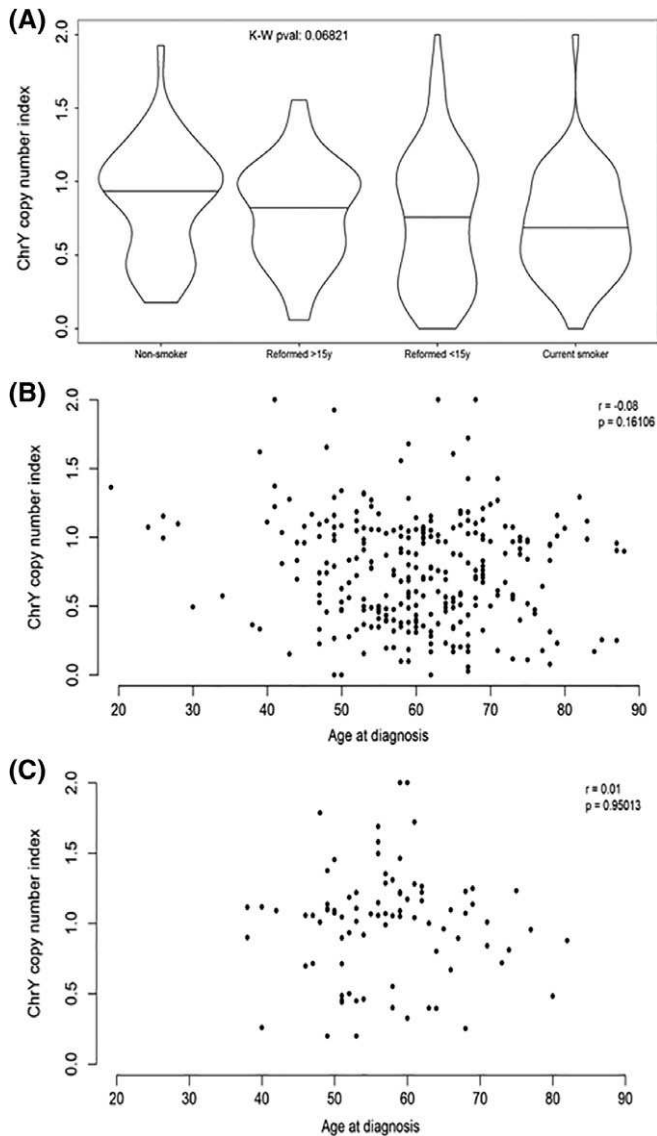 (A)
K-W pval: 0.06821
ChrY copy number index
2.0
1.5
1.0
0.5
0.0
Non-smoker Reformed >15y Reformed <15y Current smoker
(B)
r = -0.08
p = 0.16106
ChrY copy number index
2.0
1.5
1.0
0.5
0.0
20 30 40 50 60 70 80 90
Age at diagnosis
(C)
r = 0.01
p = 0.95013
ChrY copy number index
2.0
1.5
1.0
0.5
0.0
20 30 40 50 60 70 80 90
Age at diagnosis